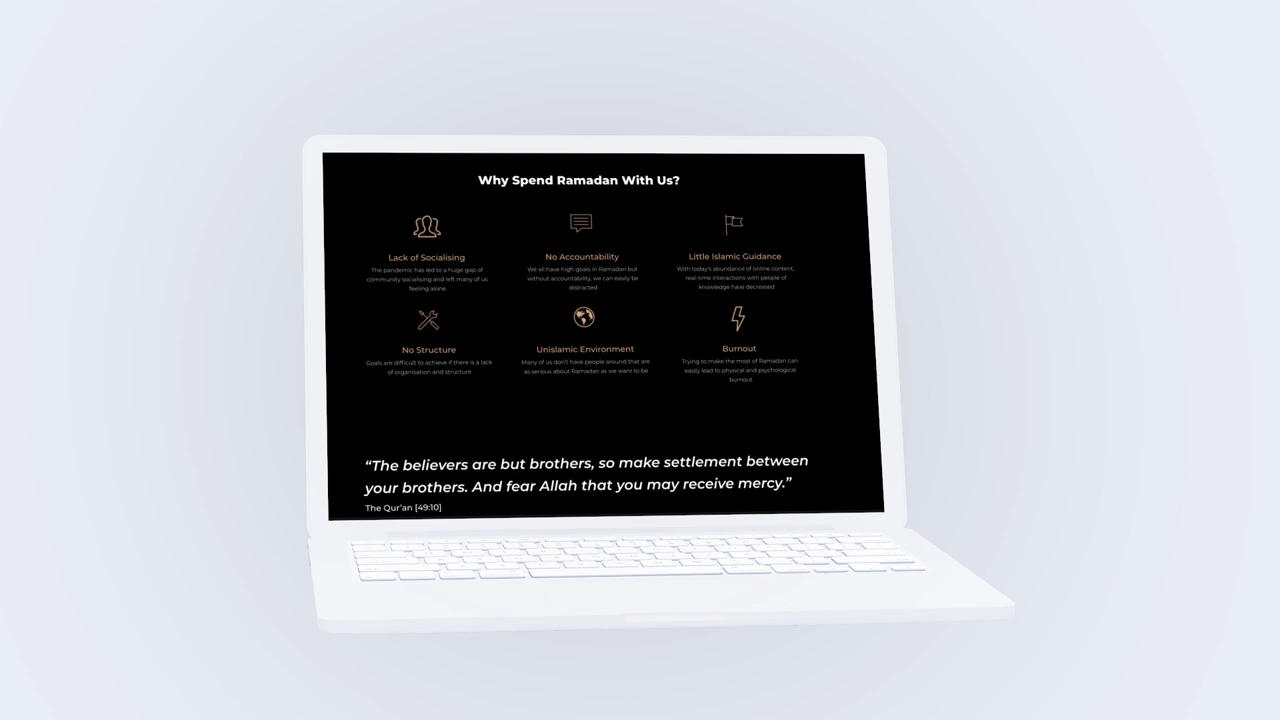 Why Spend Ramadan With Us?
Lack of Socialising
The pandemic has led to a huge gap of
community socialising and left many of us
feeling alone
No Accountability
We all have high goals in Ramadan but
without accountability, we can easily be
distracted.
Little Islamic Guidance
With today's abundance of online content,
real-time interactions with people of
knowledge have decreased
No Structure
Goals are difficult to achieve if there is a lack
of organisation and structure
Unislamic Environment
Many of us don't have people around that are
as serious about Ramadan as we want to be
Burnout
Trying to make the most of Ramadan can
easily lead to physical and psychological
burnout.
“The believers are but brothers, so make settlement between
your brothers. And fear Allah that you may receive mercy.”
The Qur’an [49:10]